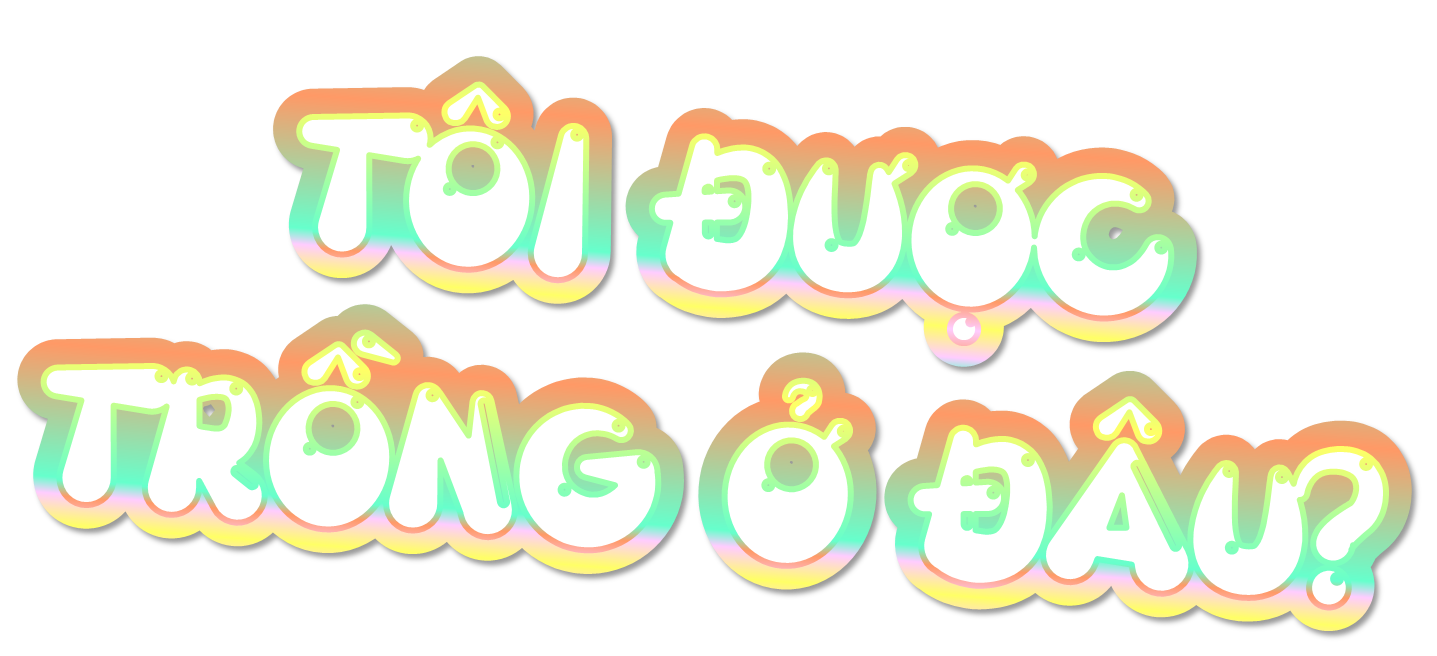 TÔI ĐƯỢC
TRỒNG Ở ĐÂU?